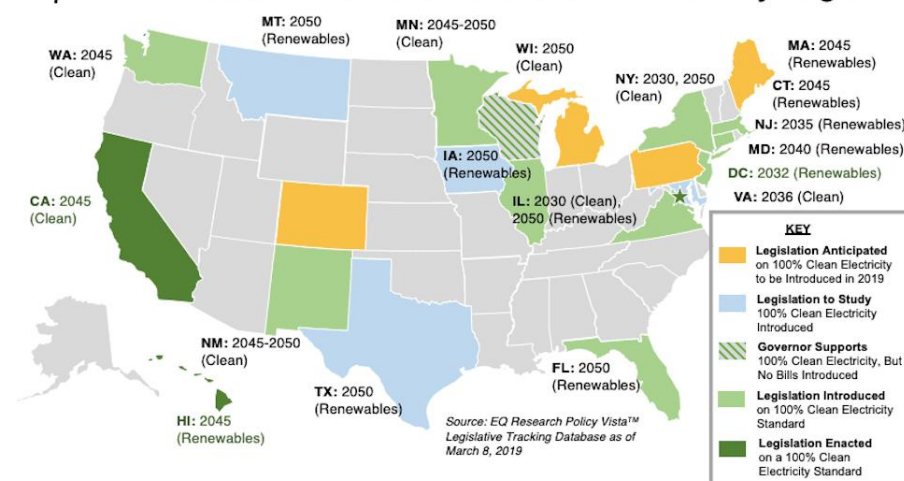 MT: 2050
(Renewables)
MN: 2045-2050
(Clean)
WA: 2045
(Clean)
WI: 2050
(Clean)
NY: 2030, 2050
(Clean)
MA: 2045
(Renewables)
CT: 2045
(Renewables)
NJ: 2035 (Renewables)
MD: 2040 (Renewables)
DC: 2032 (Renewables)
VA: 2036 (Clean)
IA: 2050
(Renewables)
IL: 2030 (Clean),
2050 (Renewables)
CA: 2045
(Clean)
NM: 2045-2050
(Clean)
TX: 2050
(Renewables)
FL: 2050
(Renewables)
HI: 2045
(Renewables)
Source: EQ Research Policy Vista™
Legislative Tracking Database as of
March 8, 2019
KEY
Legislation Anticipated
on 100% Clean Electricity
to be Introduced in 2019
Legislation to Study
100% Clean Electricity
Introduced
Governor Supports
100% Clean Electricity, But
No Bills Introduced
Legislation Introduced
on 100% Clean Electricity
Standard
Legislation Enacted
on a 100% Clean
Electricity Standard